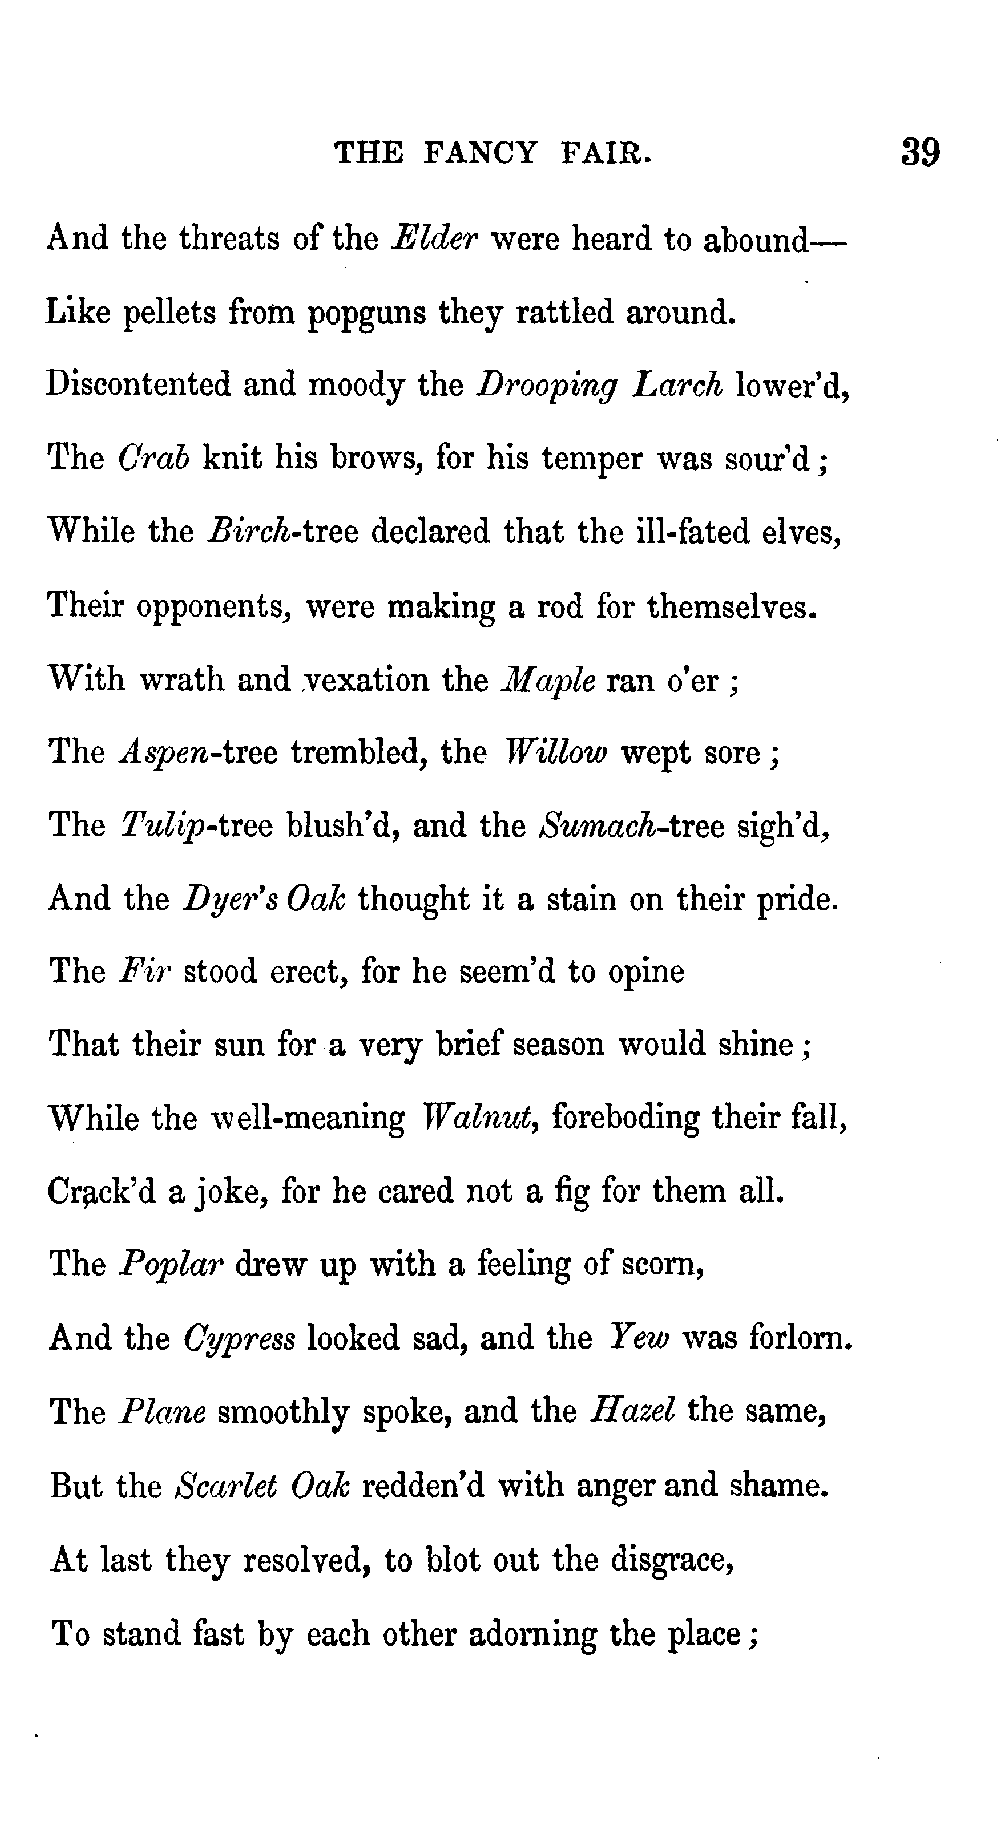 THE FANCY FAIR. 39
And the threats of the Elder were heard to abound—
Like pellets from popguns they rattled around.
Discontented and moody the Drooping Larch lower'd,
The Crab knit his brows, for his temper was sour'd;
While the Birch-tree declared that the ill-fated elves,
Their opponents, were making a rod for themselves.
With wrath and vexation the Maple ran o'er;
The Aspen-tree trembled, the Willow wept sore;
The Tulip-tree blush'd, and the Sumach-tree sigh'd,
And the Dyer's Oak thought it a stain on their pride.
The Fir stood erect, for he seem'd to opine
That their sun for a very brief season would shine;
While the well-meaning Walnut, foreboding their fall,
Crack'd a joke, for he cared not a fig for them all.
The Poplar drew up with a feeling of scorn,
And the Cypress looked sad, and the Yew was forlorn.
The Plane smoothly spoke, and the Hazel the same,
But the Scarlet Oak redden'd with anger and shame.
At last they resolved, to blot out the disgrace,
To stand fast by each other adorning the place;